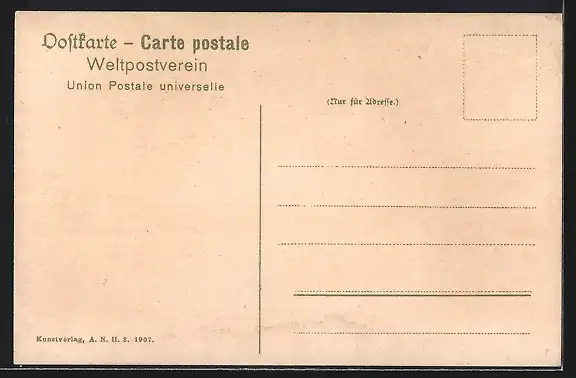 Postkarte – Carte postale
Weltpostverein
Union Postale universelle
(Nur für Adresse.)
Kunstverlag, A. N. H. 3. 1907.